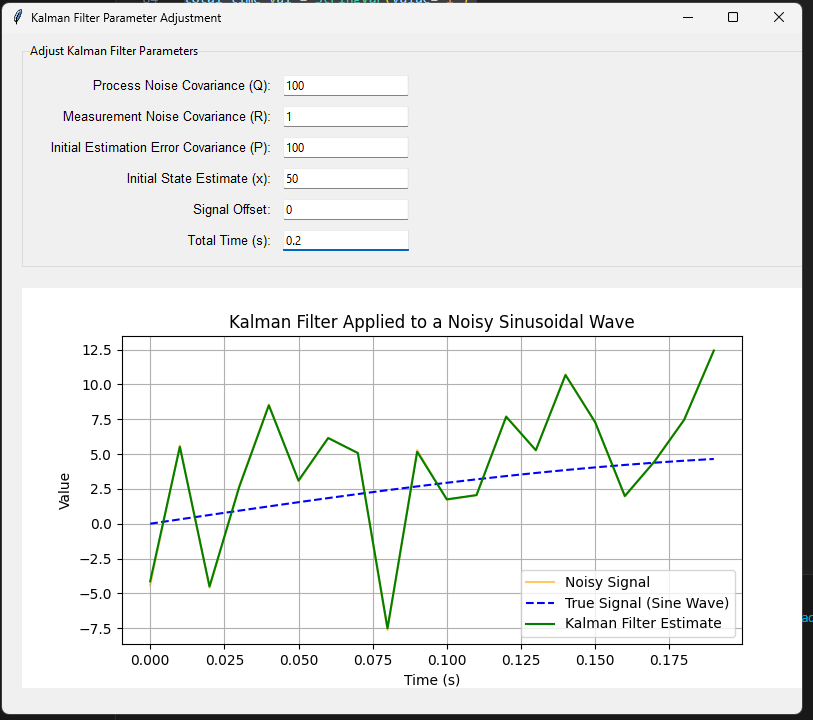 Kalman Filter Parameter Adjustment
Adjust Kalman Filter Parameters
Process Noise Covariance (Q): 100
Measurement Noise Covariance (R): 1
Initial Estimation Error Covariance (P): 100
Initial State Estimate (x): 50
Signal Offset: 0
Total Time (s): 0.2
Kalman Filter Applied to a Noisy Sinusoidal Wave
12.5
10.0
7.5
5.0
2.5
0.0
−2.5
−5.0
−7.5
Value
Noisy Signal
True Signal (Sine Wave)
Kalman Filter Estimate
0.000 0.025 0.050 0.075 0.100 0.125 0.150 0.175
Time (s)